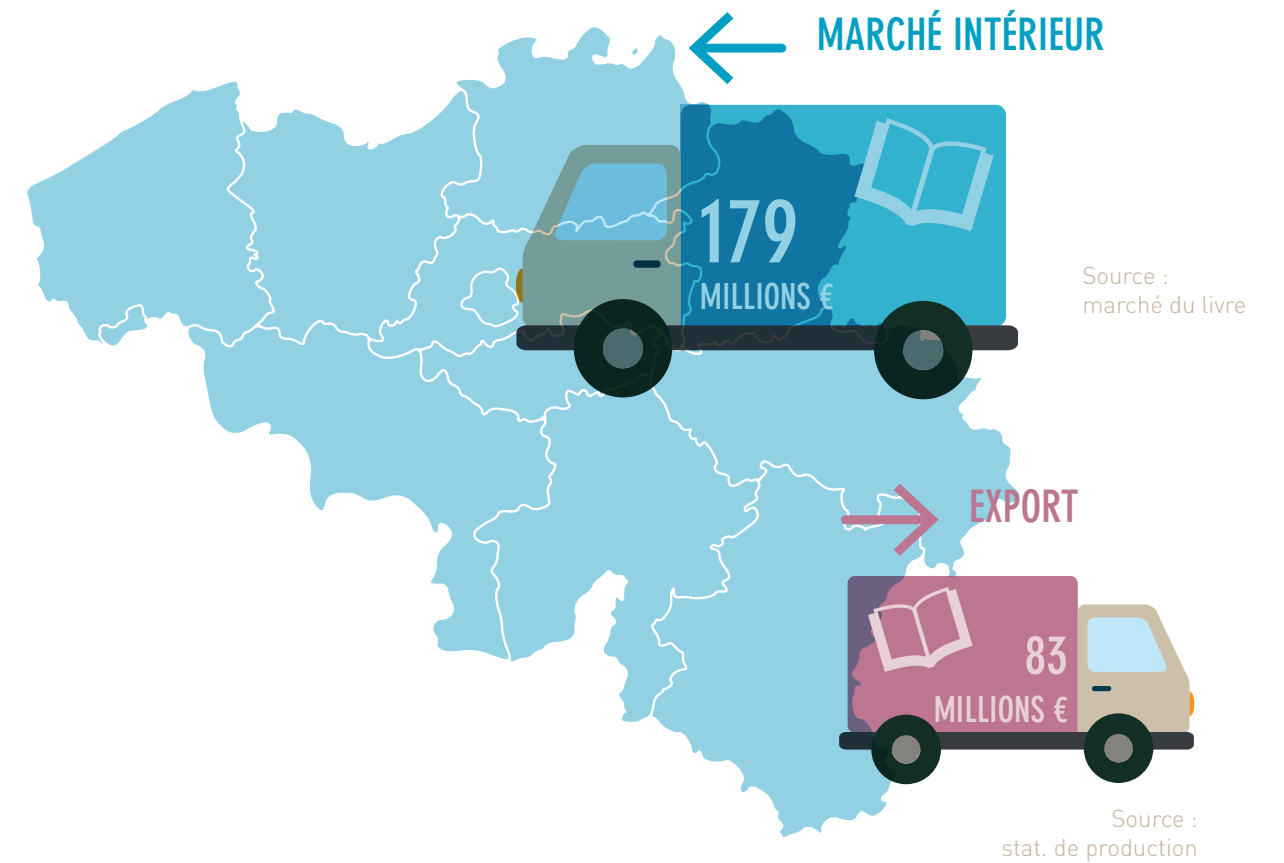 MARCHÉ INTÉRIEUR
179
MILLIONS €
Source :
marché du livre
EXPORT
83
MILLIONS €
Source :
stat. de production